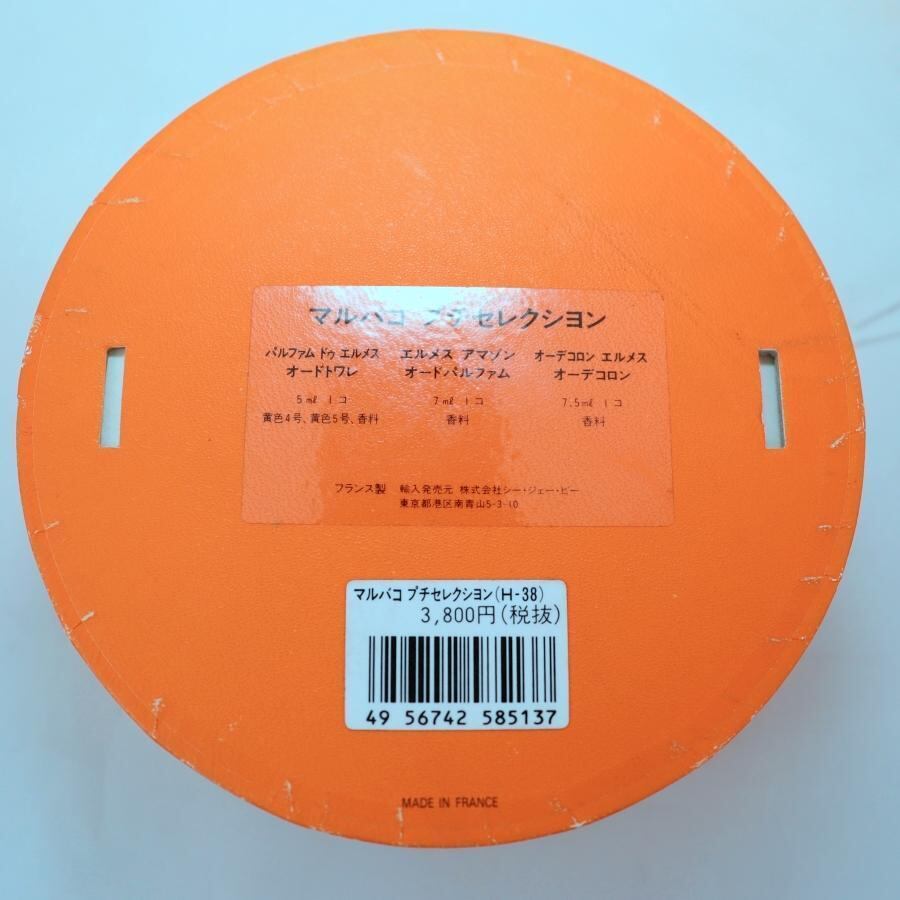 マルバコ プチセレクション
パルファム ドゥ エルメス エルメス アマゾン オーデコロン エルメス
オードトワレ オードパルファム オーデコロン
5㎖ 1コ 7㎖ 1コ 7.5㎖ 1コ
黄色4号、黄色5号、香料 香料 香料
フランス製 輸入発売元 株式会社シー・ジェー・ビー
東京都港区南青山5-3-10
マルバコ プチセレクション(H-38)
3,800円(税抜)
49 56742 585137
MADE IN FRANCE